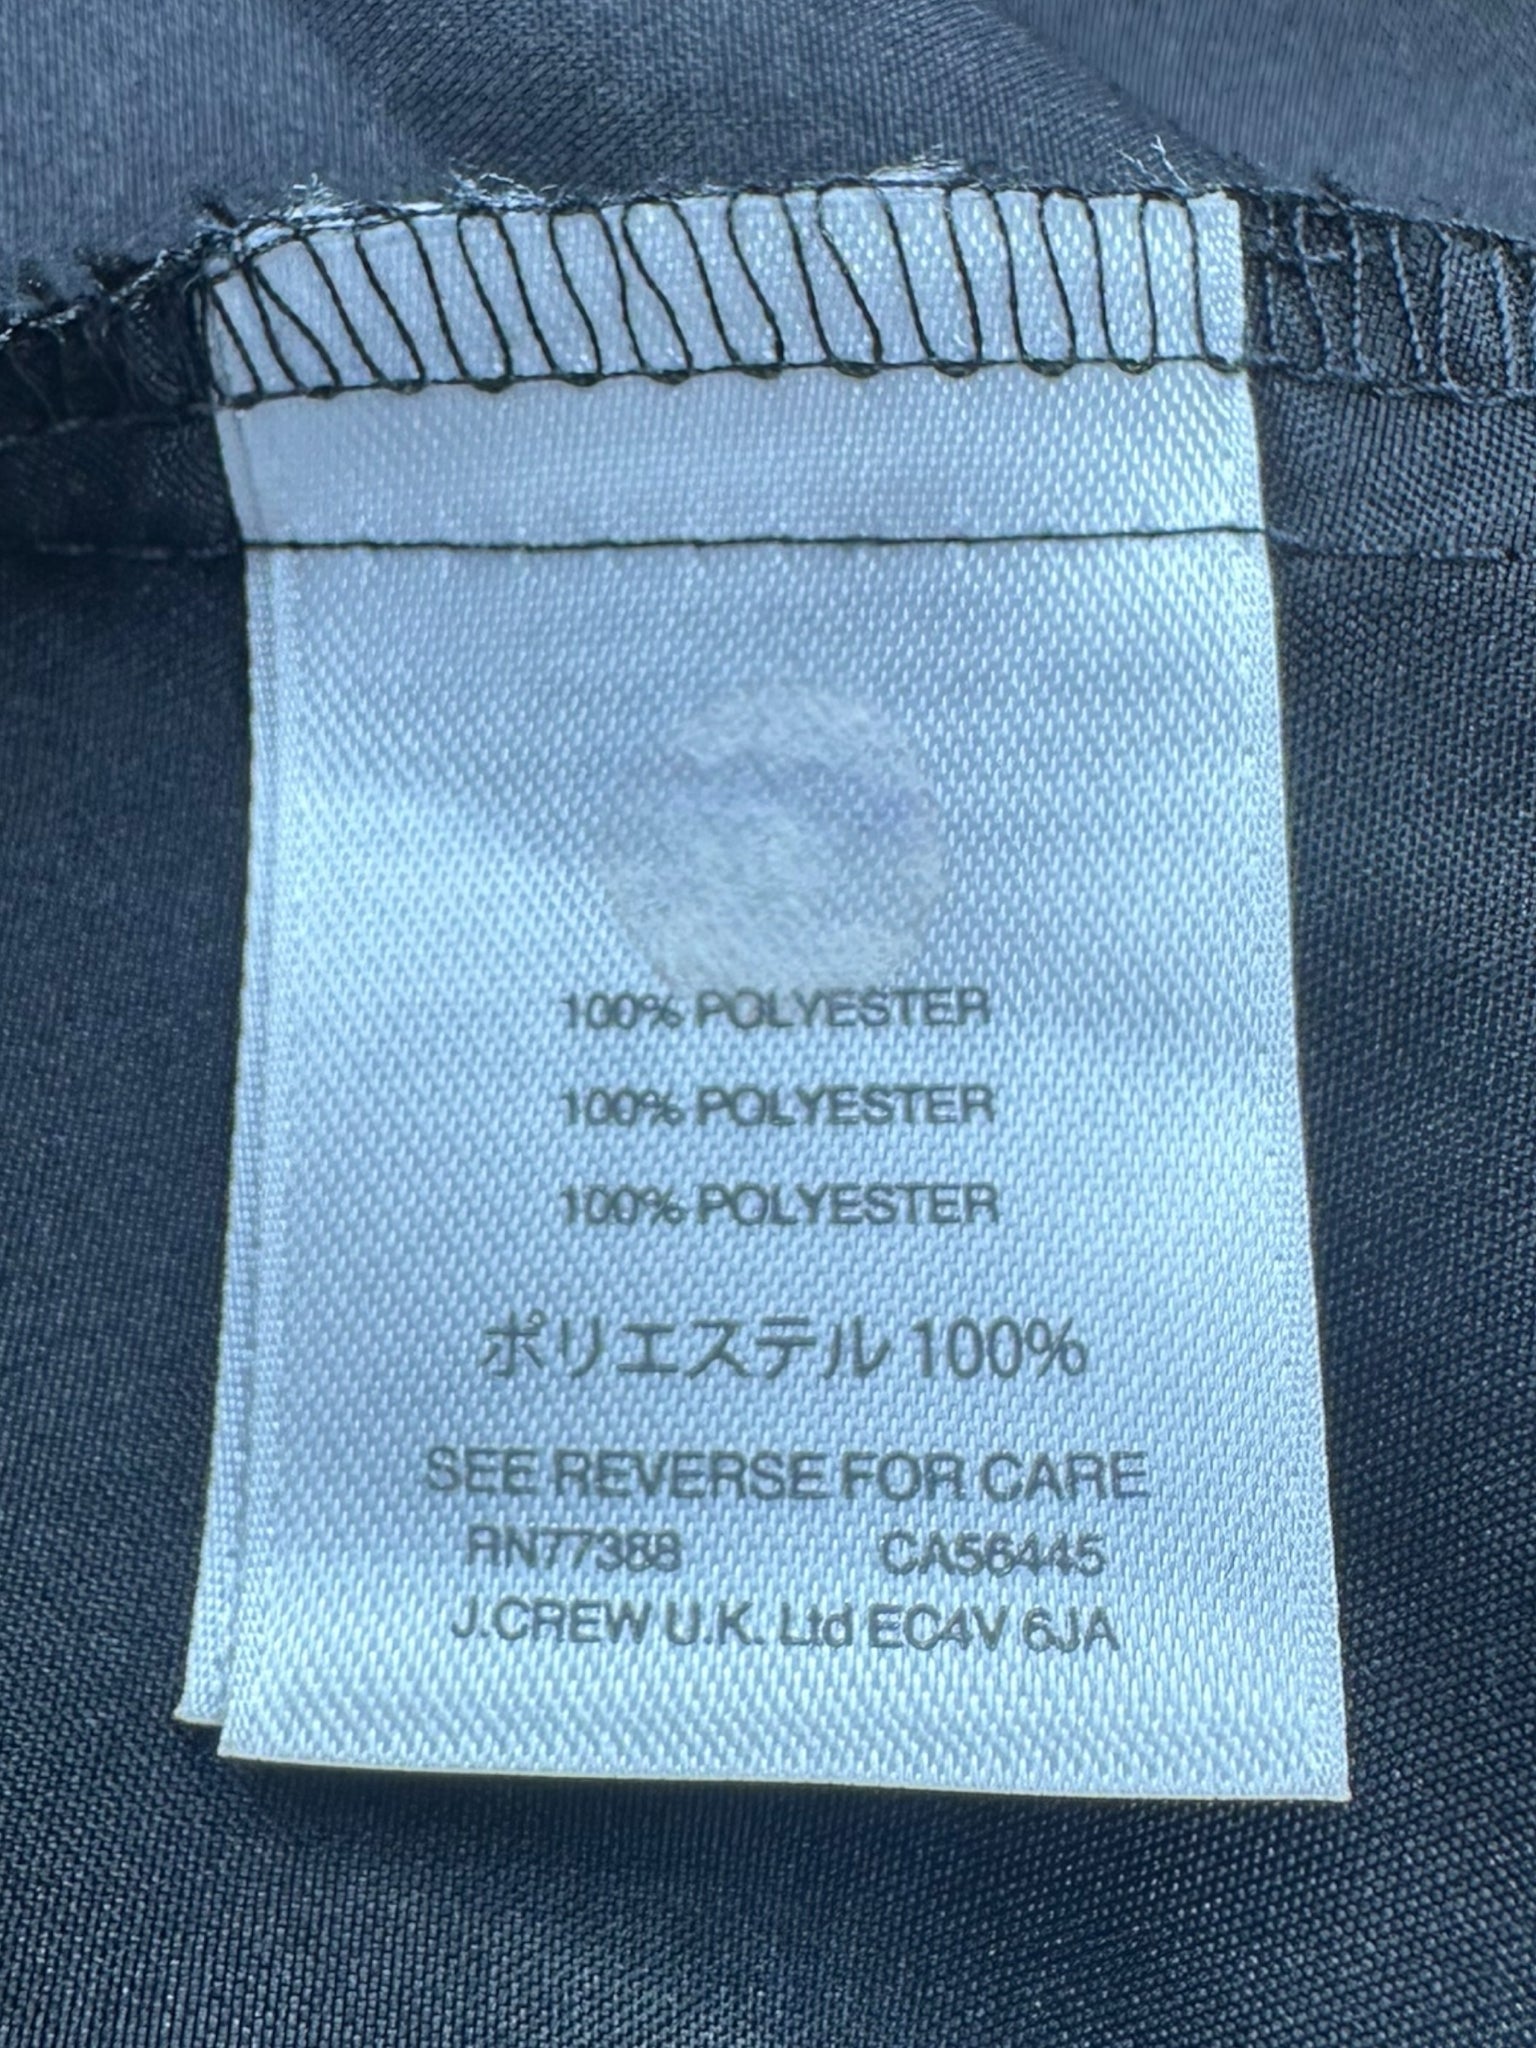 100% POLYESTER
100% POLYESTER
100% POLYESTER
ポリエステル 100%
SEE REVERSE FOR CARE
RN77388 CA56445
J.CREW U.K. Ltd EC4V 6JA